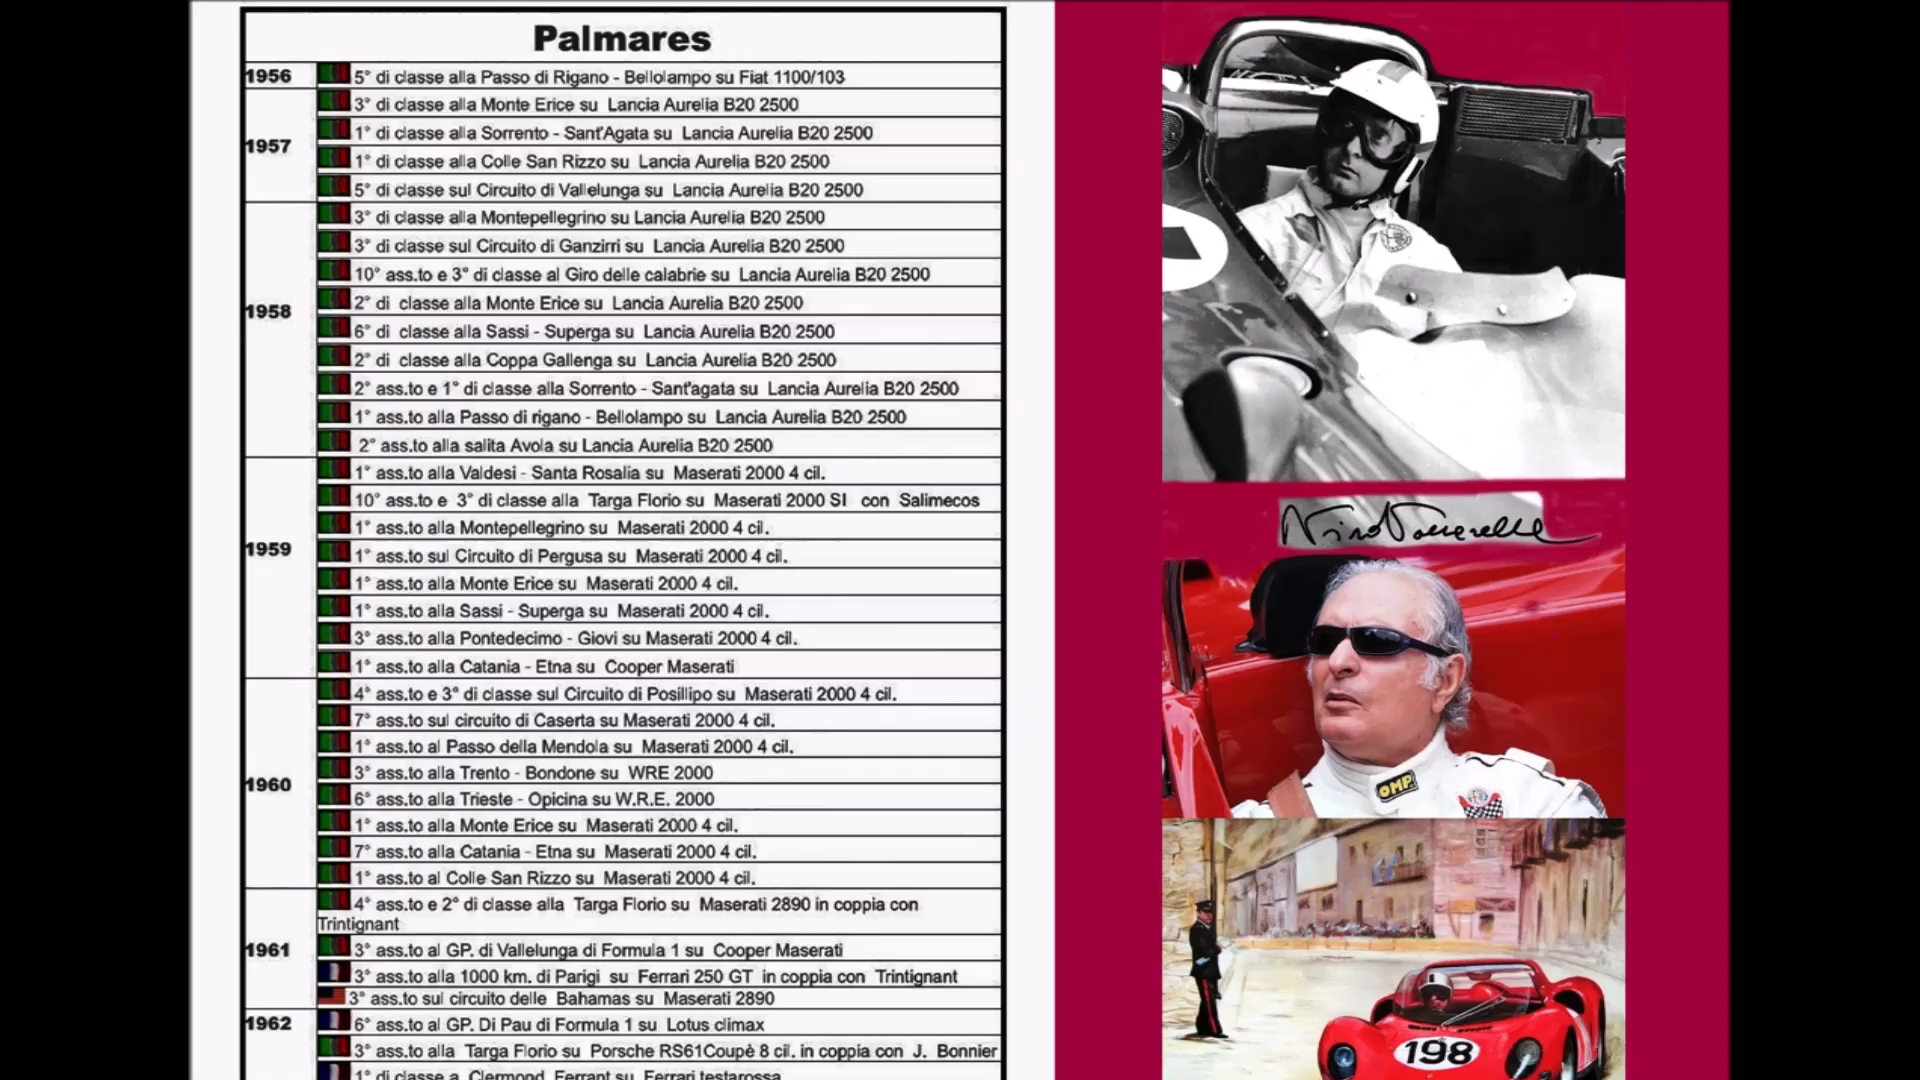 Palmares
1956
5° di classe alla Passo di Rigano - Bellolampo su Fiat 1100/103
1957
3° di classe alla Monte Erice su Lancia Aurelia B20 2500
1° di classe alla Sorrento - Sant'Agata su Lancia Aurelia B20 2500
1° di classe alla Colle San Rizzo su Lancia Aurelia B20 2500
5° di classe sul Circuito di Vallelunga su Lancia Aurelia B20 2500
1958
3° di classe alla Montepellegrino su Lancia Aurelia B20 2500
3° di classe sul Circuito di Ganzirri su Lancia Aurelia B20 2500
10° ass.to e 3° di classe al Giro delle calabrie su Lancia Aurelia B20 2500
2° di classe alla Monte Erice su Lancia Aurelia B20 2500
6° di classe alla Sassi - Superga su Lancia Aurelia B20 2500
2° di classe alla Coppa Gallenga su Lancia Aurelia B20 2500
2° ass.to e 1° di classe alla Sorrento - Sant'agata su Lancia Aurelia B20 2500
1° ass.to alla Passo di rigano - Bellolampo su Lancia Aurelia B20 2500
2° ass.to alla salita Avola su Lancia Aurelia B20 2500
1959
1° ass.to alla Valdesi - Santa Rosalia su Maserati 2000 4 cil.
10° ass.to e 3° di classe alla Targa Florio su Maserati 2000 SI con Salimecos
1° ass.to alla Montepellegrino su Maserati 2000 4 cil.
1° ass.to sul Circuito di Pergusa su Maserati 2000 4 cil.
1° ass.to alla Monte Erice su Maserati 2000 4 cil.
1° ass.to alla Sassi - Superga su Maserati 2000 4 cil.
3° ass.to alla Pontedecimo - Giovi su Maserati 2000 4 cil.
1° ass.to alla Catania - Etna su Cooper Maserati
1960
4° ass.to e 3° di classe sul Circuito di Posillipo su Maserati 2000 4 cil.
7° ass.to sul circuito di Caserta su Maserati 2000 4 cil.
1° ass.to al Passo della Mendola su Maserati 2000 4 cil.
3° ass.to alla Trento - Bondone su WRE 2000
6° ass.to alla Trieste - Opicina su W.R.E. 2000
1° ass.to alla Monte Erice su Maserati 2000 4 cil.
7° ass.to alla Catania - Etna su Maserati 2000 4 cil.
1° ass.to al Colle San Rizzo su Maserati 2000 4 cil.
1961
4° ass.to e 2° di classe alla Targa Florio su Maserati 2890 in coppia con
Trintignant
3° ass.to al GP. di Vallelunga di Formula 1 su Cooper Maserati
3° ass.to alla 1000 km. di Parigi su Ferrari 250 GT in coppia con Trintignant
3° ass.to sul circuito delle Bahamas su Maserati 2890
1962
6° ass.to al GP. Di Pau di Formula 1 su Lotus climax
3° ass.to alla Targa Florio su Porsche RS61Coupè 8 cil. in coppia con J. Bonnier
1° di classe a Clermond Ferrant su Ferrari testarossa
Nino Vaccarella
OMP
198